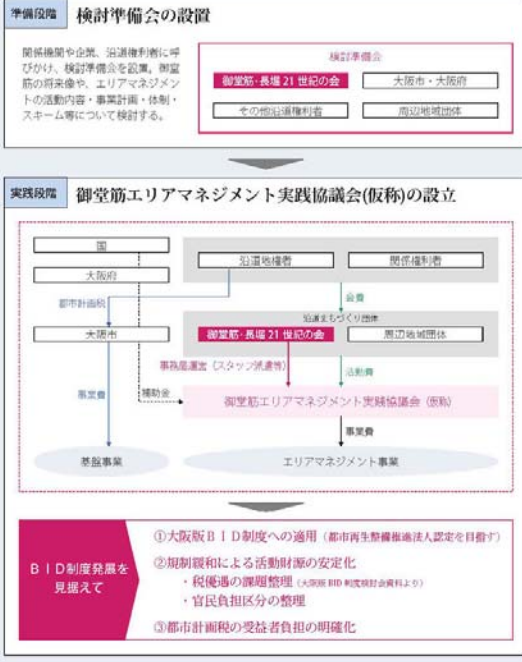 準備段階
検討準備会の設置
関係機関や企業、沿道権利者に呼
びかけ、検討準備会を設置。御堂
筋の将来像や、エリアマネジメン
トの活動内容・事業計画・体制・
スキーム等について検討する。
検討準備会
御堂筋・長堀21世紀の会
大阪市・大阪府
その他沿道権利者
周辺地域団体
実践段階
御堂筋エリアマネジメント実践協議会(仮称)の設立
国
大阪府
沿道地権者
関係権利者
都市計画税
会費
沿道まちづくり団体
大阪市
御堂筋・長堀21世紀の会
周辺地域団体
事務局運営（スタッフ派遣等）
活動費
事業費
補助金
御堂筋エリアマネジメント実践協議会（仮称）
事業費
基盤事業
エリアマネジメント事業
BID制度発展を
見据えて
①大阪版BID制度への適用（都市再生整備推進法人認定を目指す）
②規制緩和による活動財源の安定化
・税優遇の課題整理（大阪版BID制度検討会資料より）
・官民負担区分の整理
③都市計画税の受益者負担の明確化